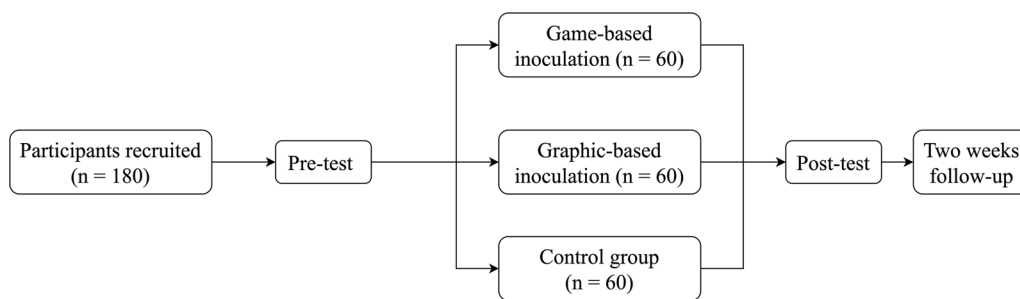 Participants recruited
(n = 180)
Pre-test
Game-based
inoculation (n = 60)
Graphic-based
inoculation (n = 60)
Control group
(n = 60)
Post-test
Two weeks
follow-up